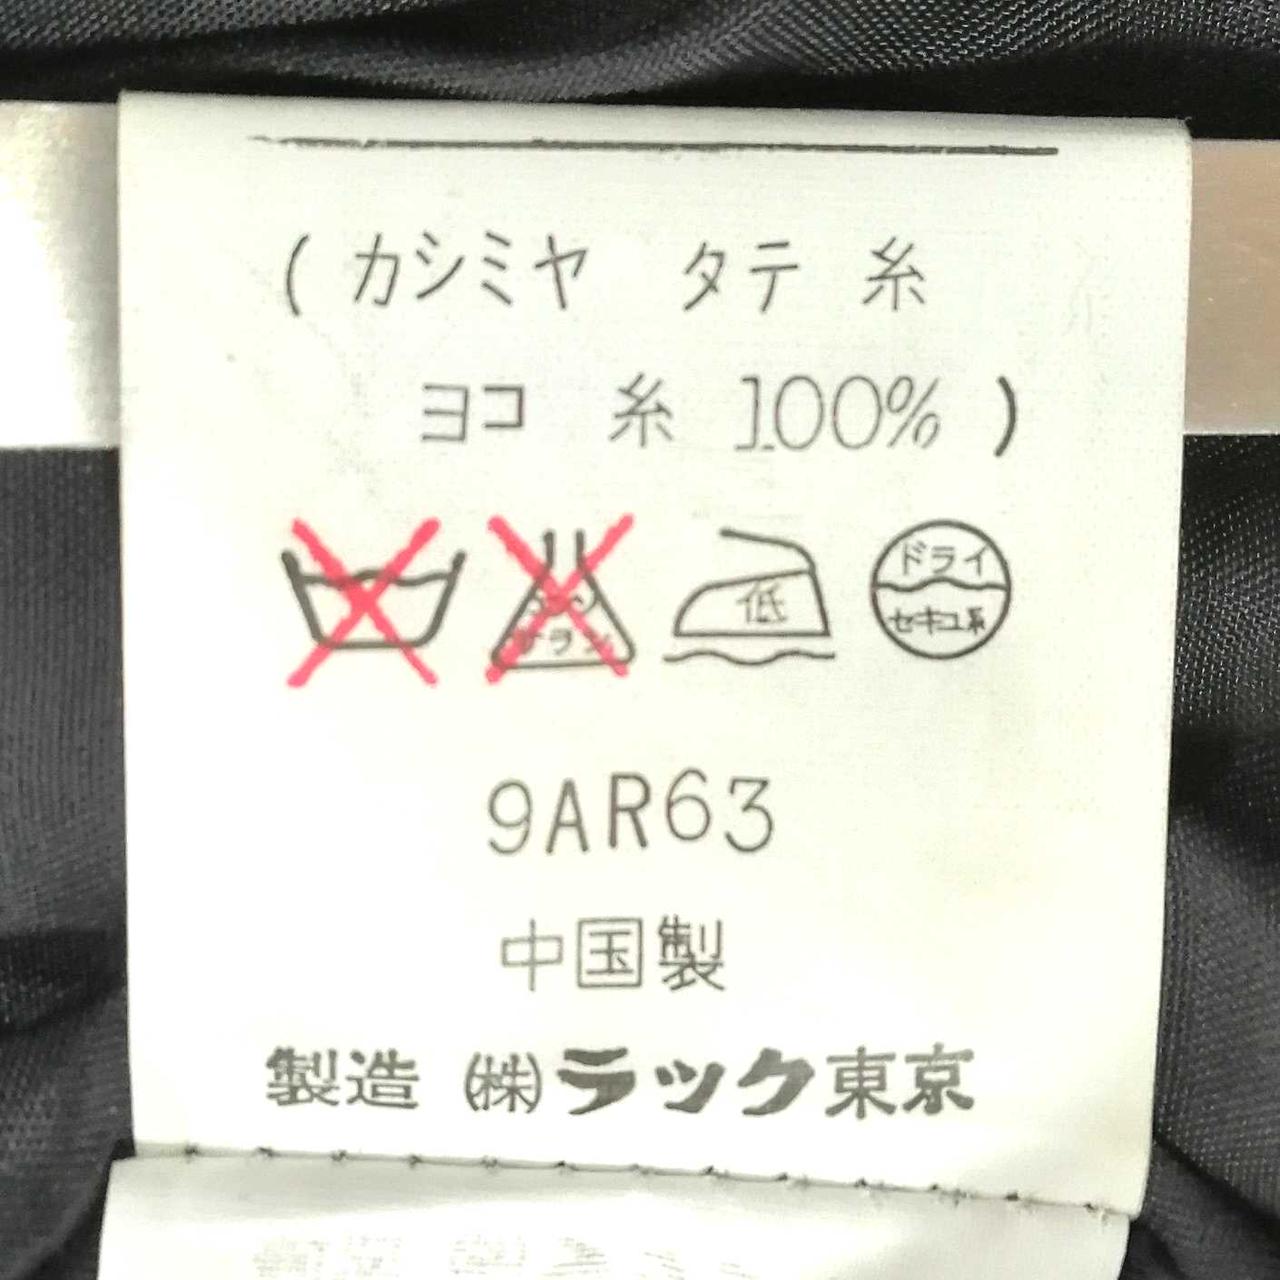 ( カシミヤ タテ 糸
ヨコ 糸 100% )
低 ドライ
セキユ系
9AR63
中国製
製造 ㈱ラック東京